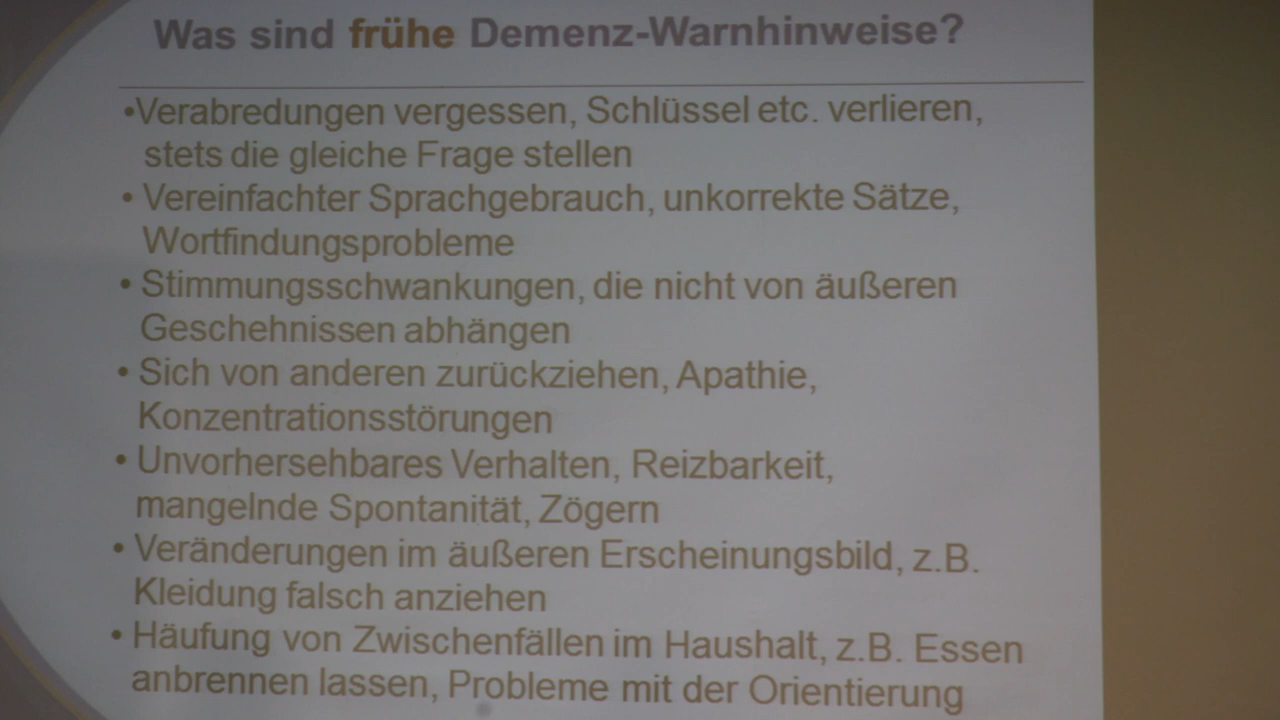 Was sind frühe Demenz-Warnhinweise?
•Verabredungen vergessen, Schlüssel etc. verlieren,
stets die gleiche Frage stellen
• Vereinfachter Sprachgebrauch, unkorrekte Sätze,
Wortfindungsprobleme
• Stimmungsschwankungen, die nicht von äußeren
Geschehnissen abhängen
• Sich von anderen zurückziehen, Apathie,
Konzentrationsstörungen
• Unvorhersehbares Verhalten, Reizbarkeit,
mangelnde Spontanität, Zögern
• Veränderungen im äußeren Erscheinungsbild, z.B.
Kleidung falsch anziehen
• Häufung von Zwischenfällen im Haushalt, z.B. Essen
anbrennen lassen, Probleme mit der Orientierung